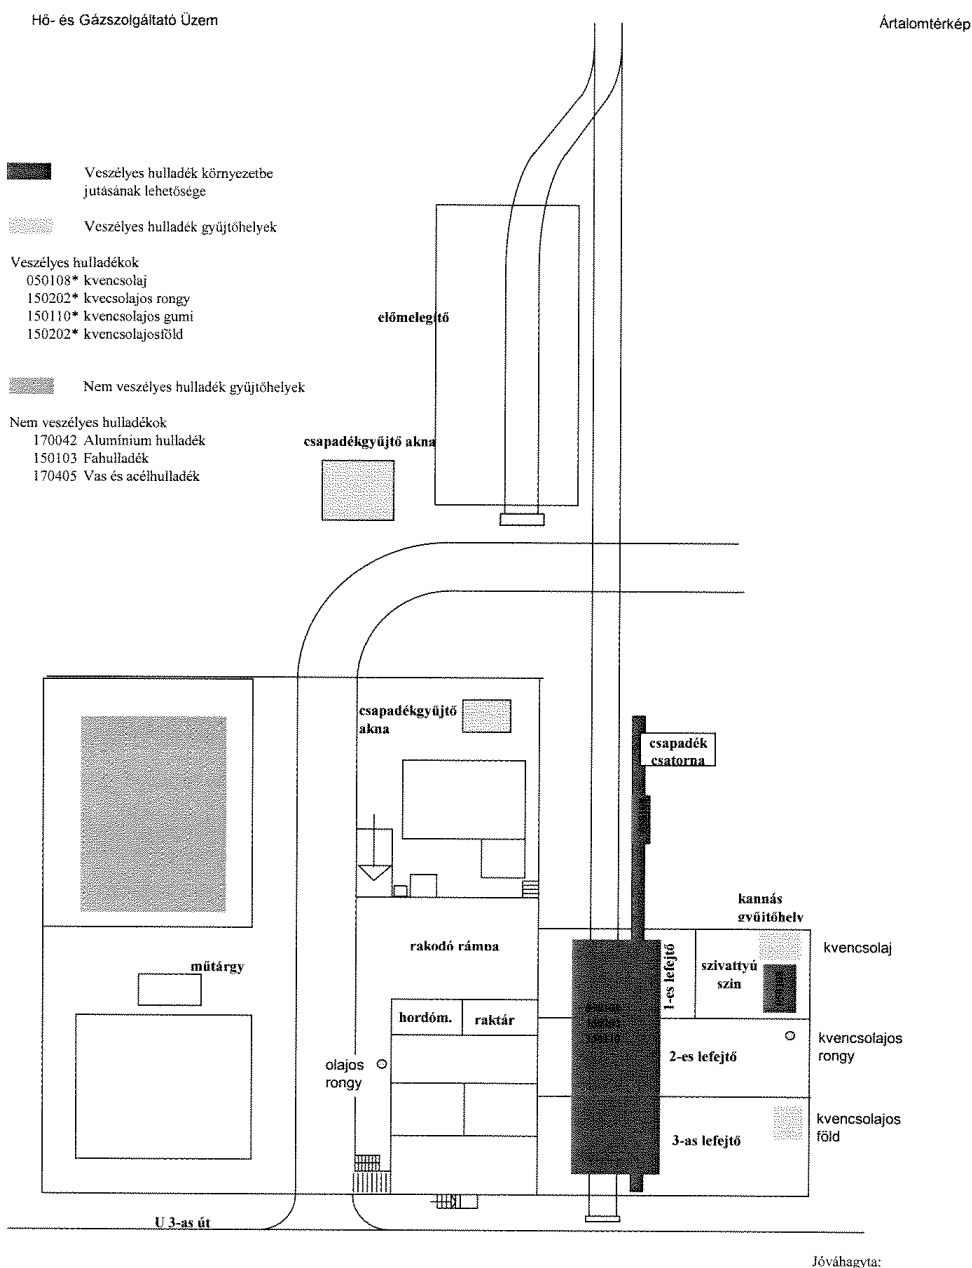 Hő- és Gázszolgáltató Üzem
Ártalomtérkép
Veszélyes hulladék környezetbe
jutásának lehetősége
Veszélyes hulladék gyűjtőhelyek
Veszélyes hulladékok
050108* kvencsolaj
150202* kvecsolajos rongy
150110* kvencsolajos gumi
150202* kvencsolajosföld
Nem veszélyes hulladék gyűjtőhelyek
Nem veszélyes hulladékok
170042 Alumínium hulladék
150103 Fahulladék
170405 Vas és acélhulladék
előmelegítő
csapadékgyűjtő akna
csapadékgyűjtő
akna
csapadék
csatorna
kannás
gyűjtőhely
kvencsolaj
rakodó rámpa
1-es lefejtő
szivattyú
szin
műtárgy
hordóm.
raktár
2-es lefejtő
kvencsolajos
rongy
olajos
rongy
3-as lefejtő
kvencsolajos
föld
U 3-as út
Jóváhagyta: